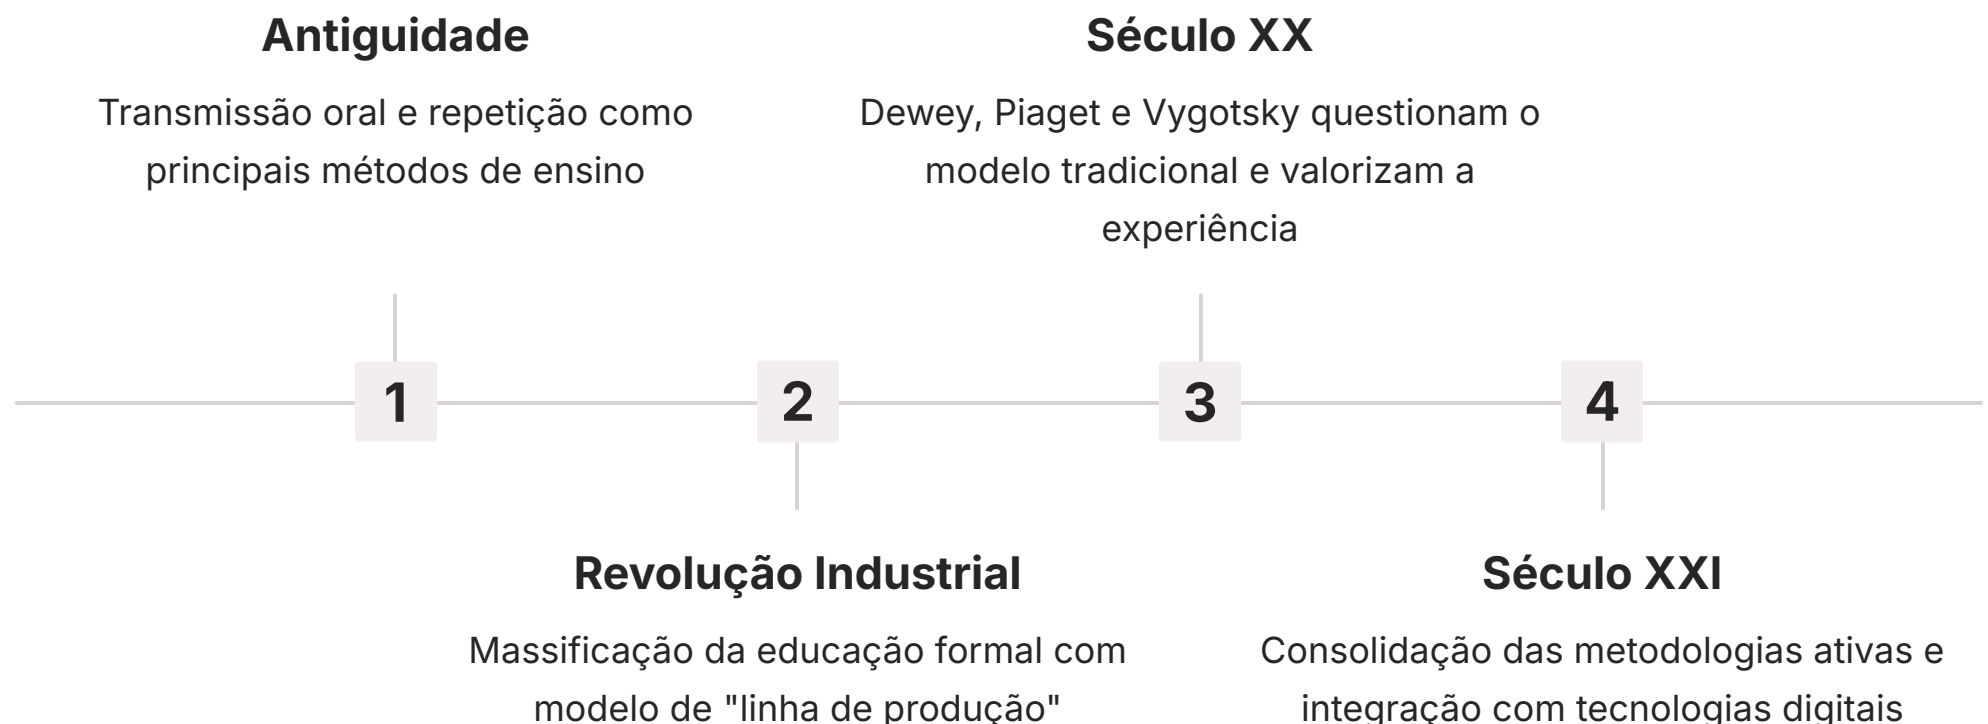 Antiguidade
Transmissão oral e repetição como
principais métodos de ensino
Século XX
Dewey, Piaget e Vygotsky questionam o
modelo tradicional e valorizam a
experiência
1
2
3
4
Revolução Industrial
Massificação da educação formal com
modelo de "linha de produção"
Século XXI
Consolidação das metodologias ativas e
integração com tecnologias digitais